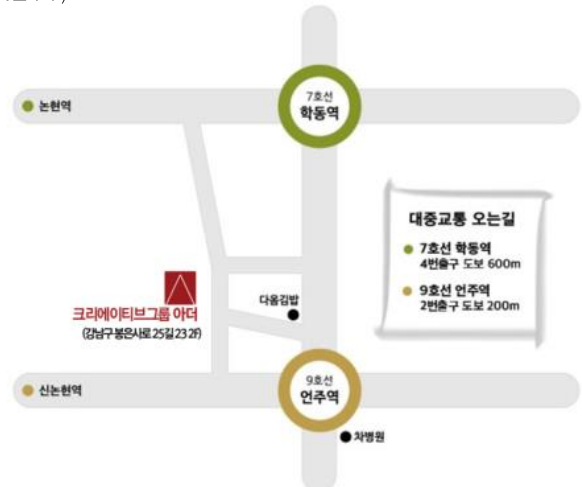 7호선
학동역
논현역
대중교통 오는길
7호선 학동역
4번출구 도보 600m
9호선 언주역
2번출구 도보 200m
다옴김밥
크리에이티브그룹 아더
(강남구 봉은사로 25길 23 2F)
9호선
언주역
신논현역
차병원